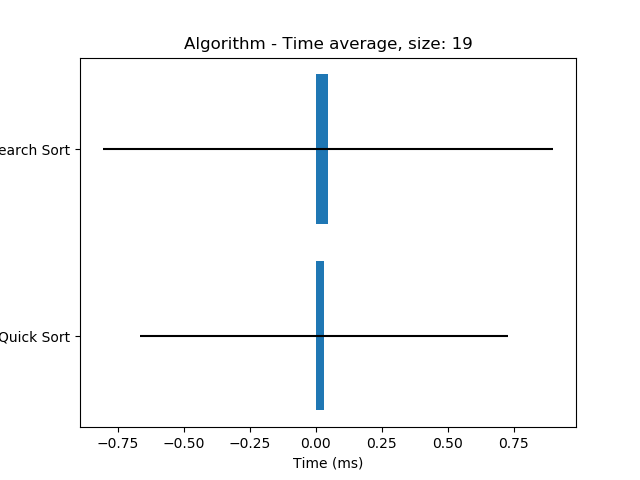 Algorithm - Time average, size: 19
earch Sort
Quick Sort
−0.75 −0.50 −0.25 0.00 0.25 0.50 0.75
Time (ms)